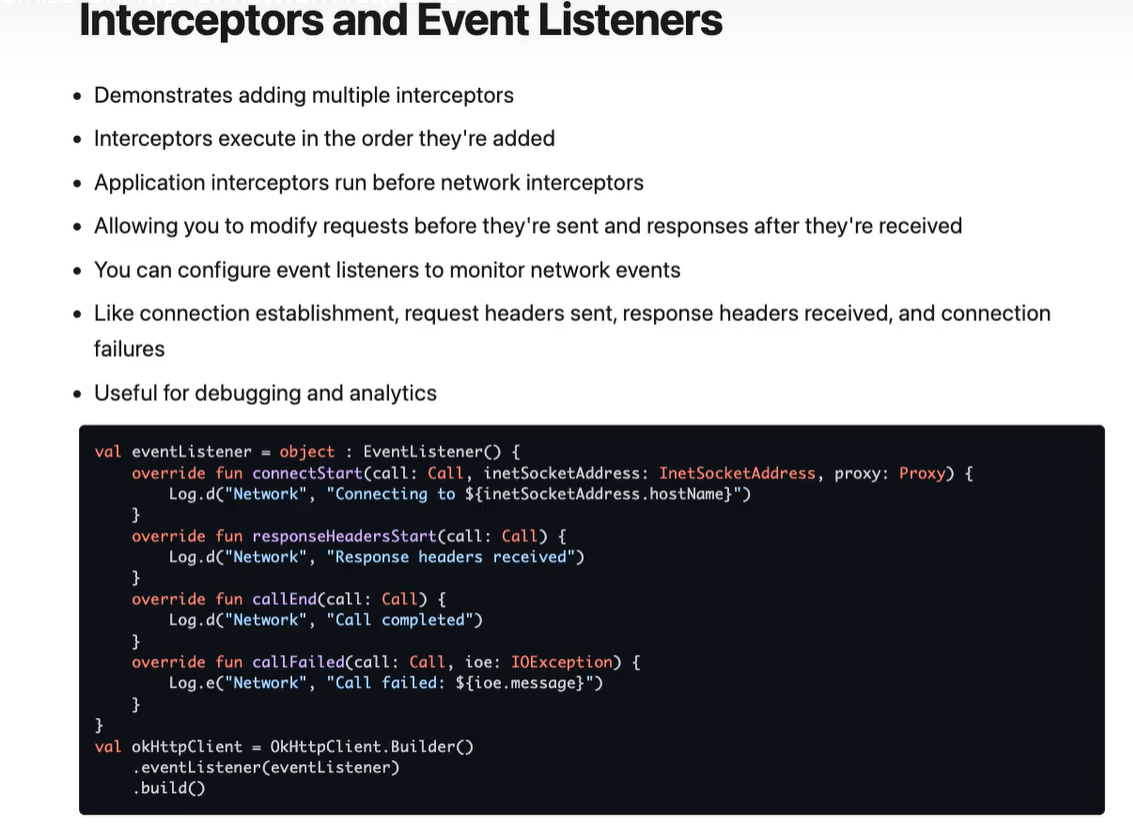 Interceptors and Event Listeners
• Demonstrates adding multiple interceptors
• Interceptors execute in the order they're added
• Application interceptors run before network interceptors
• Allowing you to modify requests before they're sent and responses after they're received
• You can configure event listeners to monitor network events
• Like connection establishment, request headers sent, response headers received, and connection
failures
• Useful for debugging and analytics
val eventListener = object : EventListener() {
    override fun connectStart(call: Call, inetSocketAddress: InetSocketAddress, proxy: Proxy) {
        Log.d("Network", "Connecting to ${inetSocketAddress.hostName}")
    }
    override fun responseHeadersStart(call: Call) {
        Log.d("Network", "Response headers received")
    }
    override fun callEnd(call: Call) {
        Log.d("Network", "Call completed")
    }
    override fun callFailed(call: Call, ioe: IOException) {
        Log.e("Network", "Call failed: ${ioe.message}")
    }
}
val okHttpClient = OkHttpClient.Builder()
    .eventListener(eventListener)
    .build()